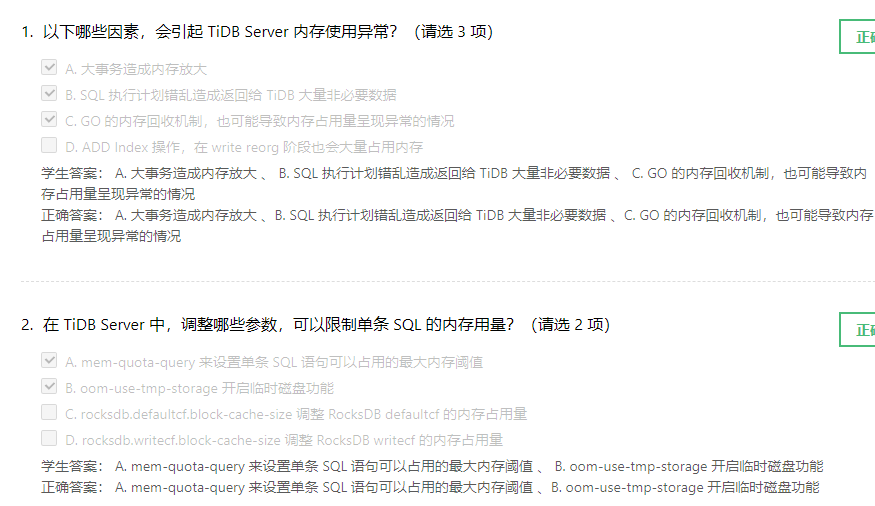 1. 以下哪些因素，会引起 TiDB Server 内存使用异常？（请选 3 项）
A. 大事务造成内存放大
B. SQL 执行计划错乱造成返回给 TiDB 大量非必要数据
C. GO 的内存回收机制，也可能导致内存占用量呈现异常的情况
D. ADD Index 操作，在 write reorg 阶段也会大量占用内存
学生答案： A. 大事务造成内存放大 、 B. SQL 执行计划错乱造成返回给 TiDB 大量非必要数据 、 C. GO 的内存回收机制，也可能导致内
存占用量呈现异常的情况
正确答案： A. 大事务造成内存放大 、B. SQL 执行计划错乱造成返回给 TiDB 大量非必要数据 、C. GO 的内存回收机制，也可能导致内存
占用量呈现异常的情况
2. 在 TiDB Server 中，调整哪些参数，可以限制单条 SQL 的内存用量？（请选 2 项）
A. mem-quota-query 来设置单条 SQL 语句可以占用的最大内存阈值
B. oom-use-tmp-storage 开启临时磁盘功能
C. rocksdb.defaultcf.block-cache-size 调整 RocksDB defaultcf 的内存占用量
D. rocksdb.writecf.block-cache-size 调整 RocksDB writecf 的内存占用量
学生答案： A. mem-quota-query 来设置单条 SQL 语句可以占用的最大内存阈值 、 B. oom-use-tmp-storage 开启临时磁盘功能
正确答案： A. mem-quota-query 来设置单条 SQL 语句可以占用的最大内存阈值 、B. oom-use-tmp-storage 开启临时磁盘功能